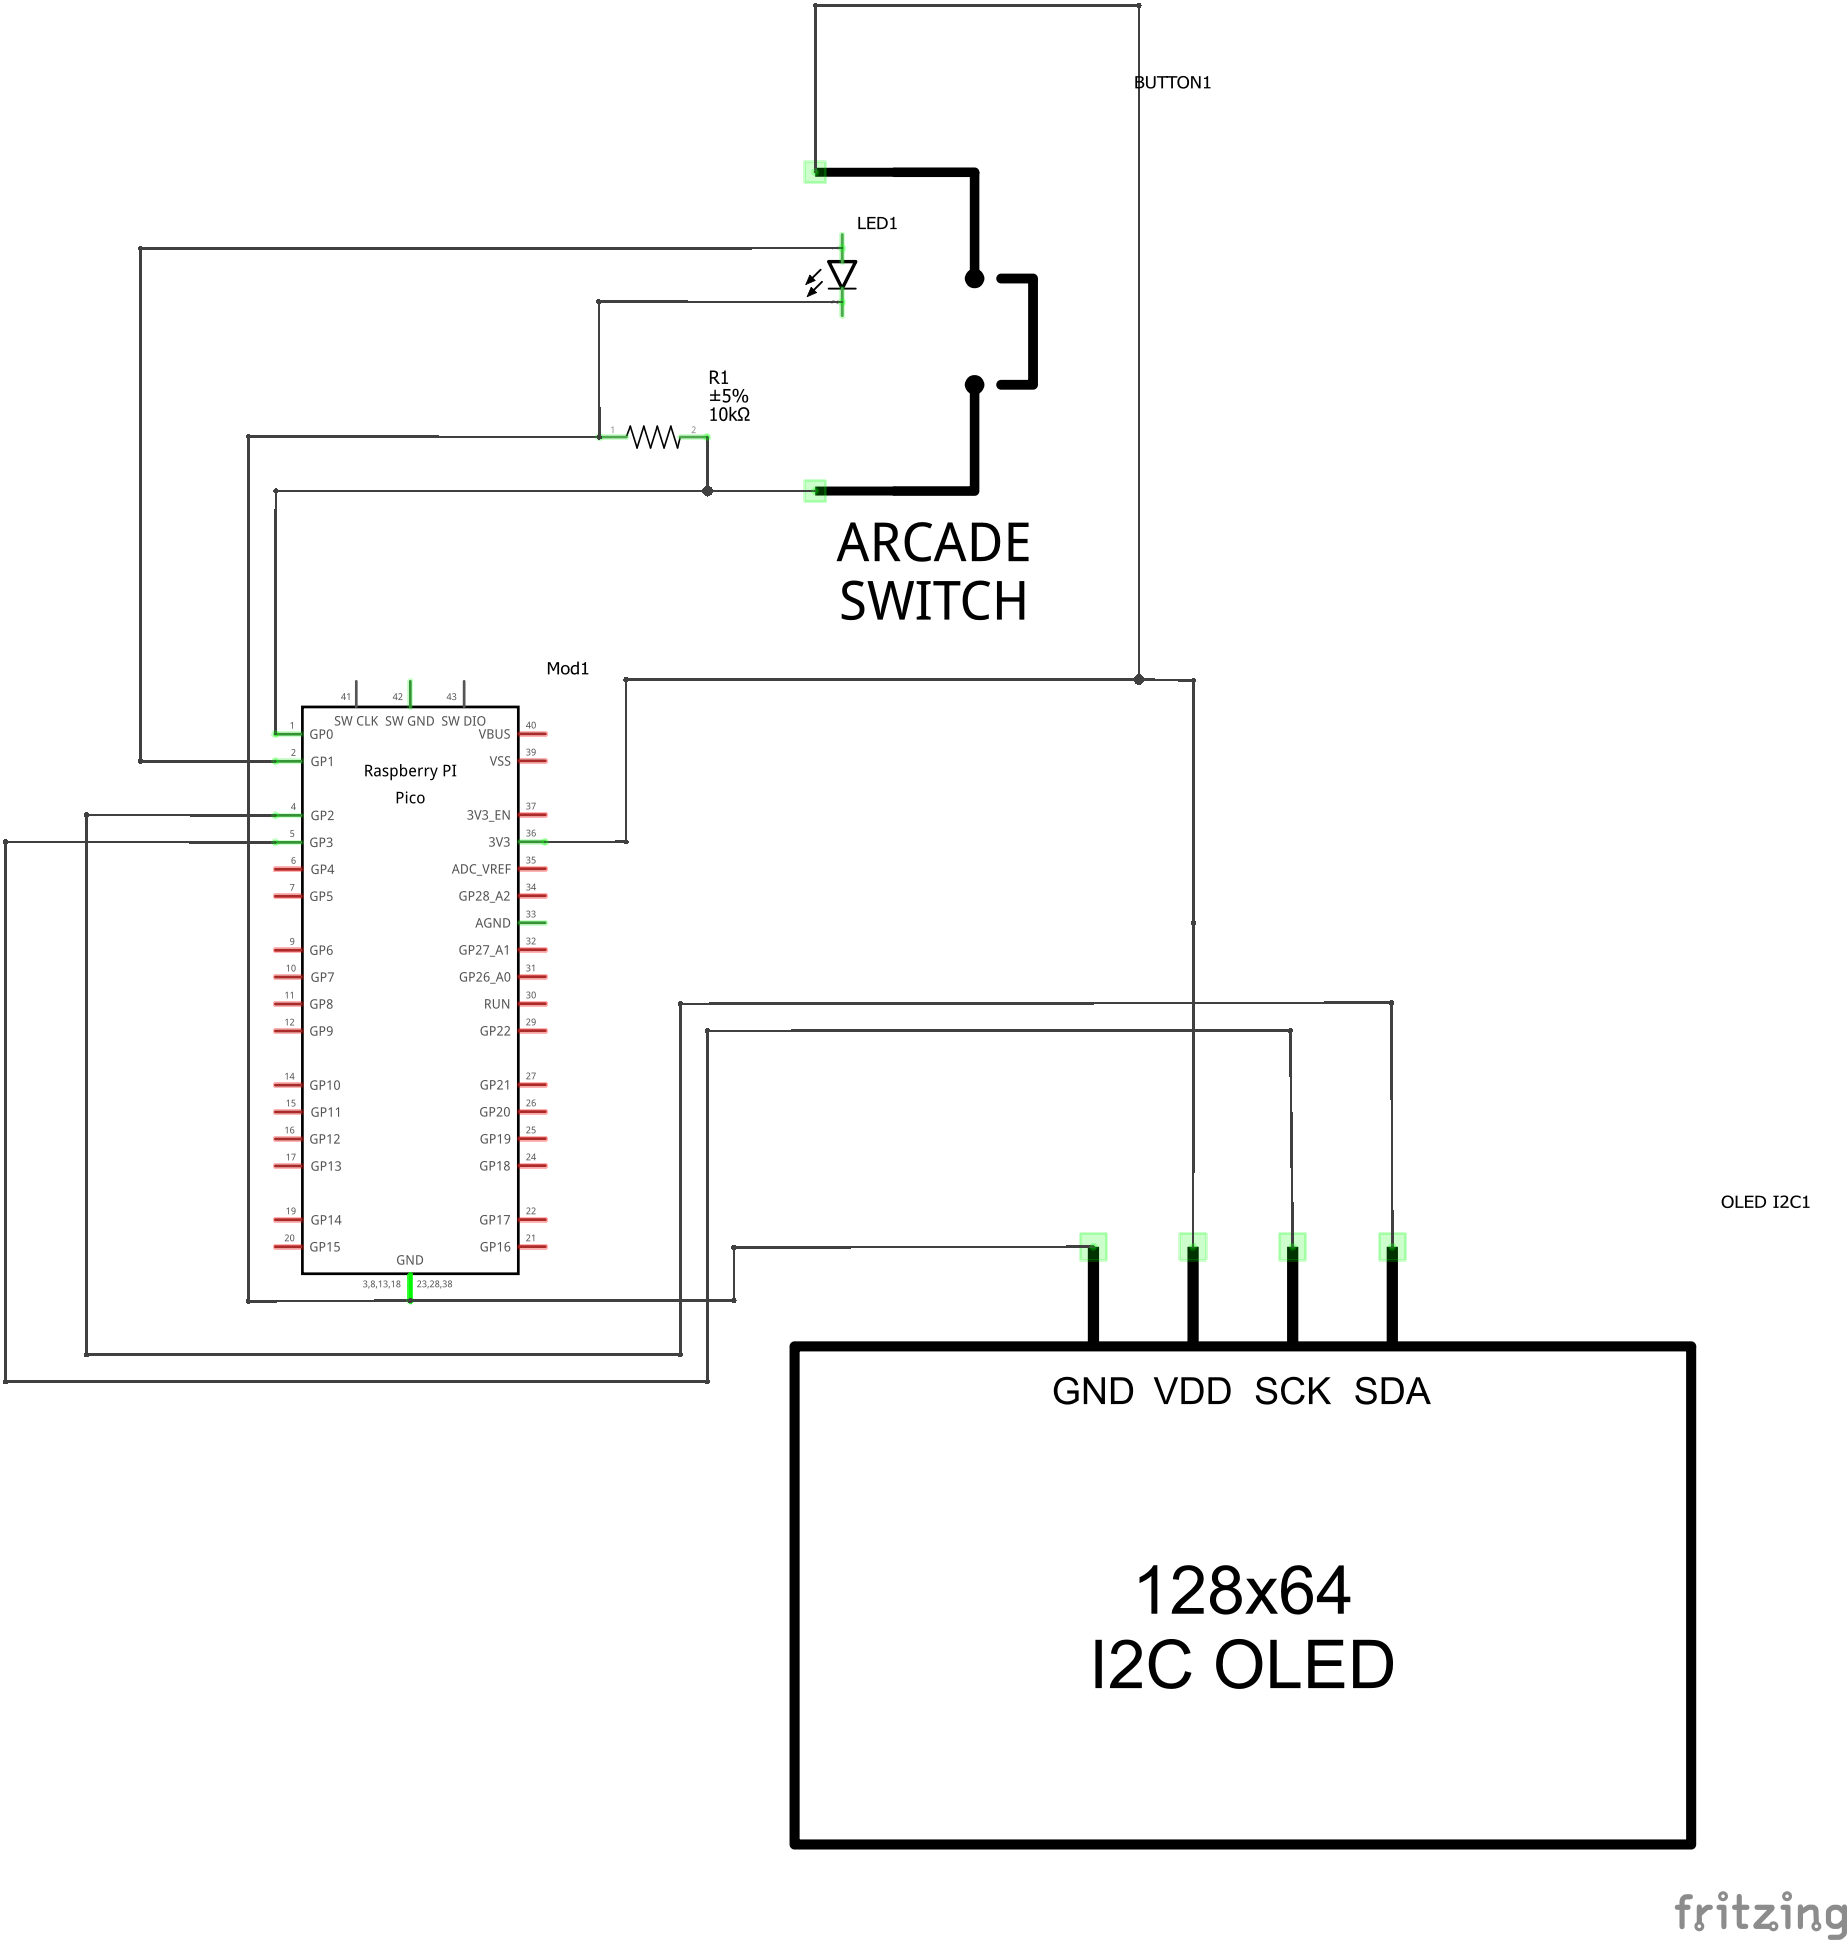 BUTTON1
LED1
R1
±5%
10kΩ
1 2
ARCADE
SWITCH
Mod1
41 42 43
SW CLK SW GND SW DIO
1 GP0 VBUS 40
2 GP1 VSS 39
Raspberry PI
Pico
4 GP2 3V3_EN 37
5 GP3 3V3 36
6 GP4 ADC_VREF 35
7 GP5 GP28_A2 34
AGND 33
9 GP6 GP27_A1 32
10 GP7 GP26_A0 31
11 GP8 RUN 30
12 GP9 GP22 29
14 GP10 GP21 27
15 GP11 GP20 26
16 GP12 GP19 25
17 GP13 GP18 24
19 GP14 GP17 22
20 GP15 GP16 21
GND
3,8,13,18 23,28,38
OLED I2C1
GND VDD SCK SDA
128x64
I2C OLED
fritzing